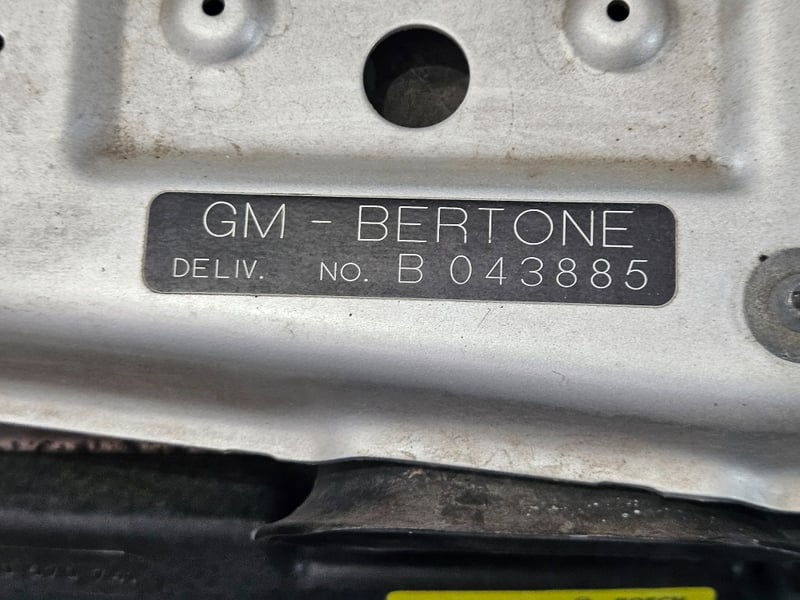 GM - BERTONE
DELIV. NO. B 043885